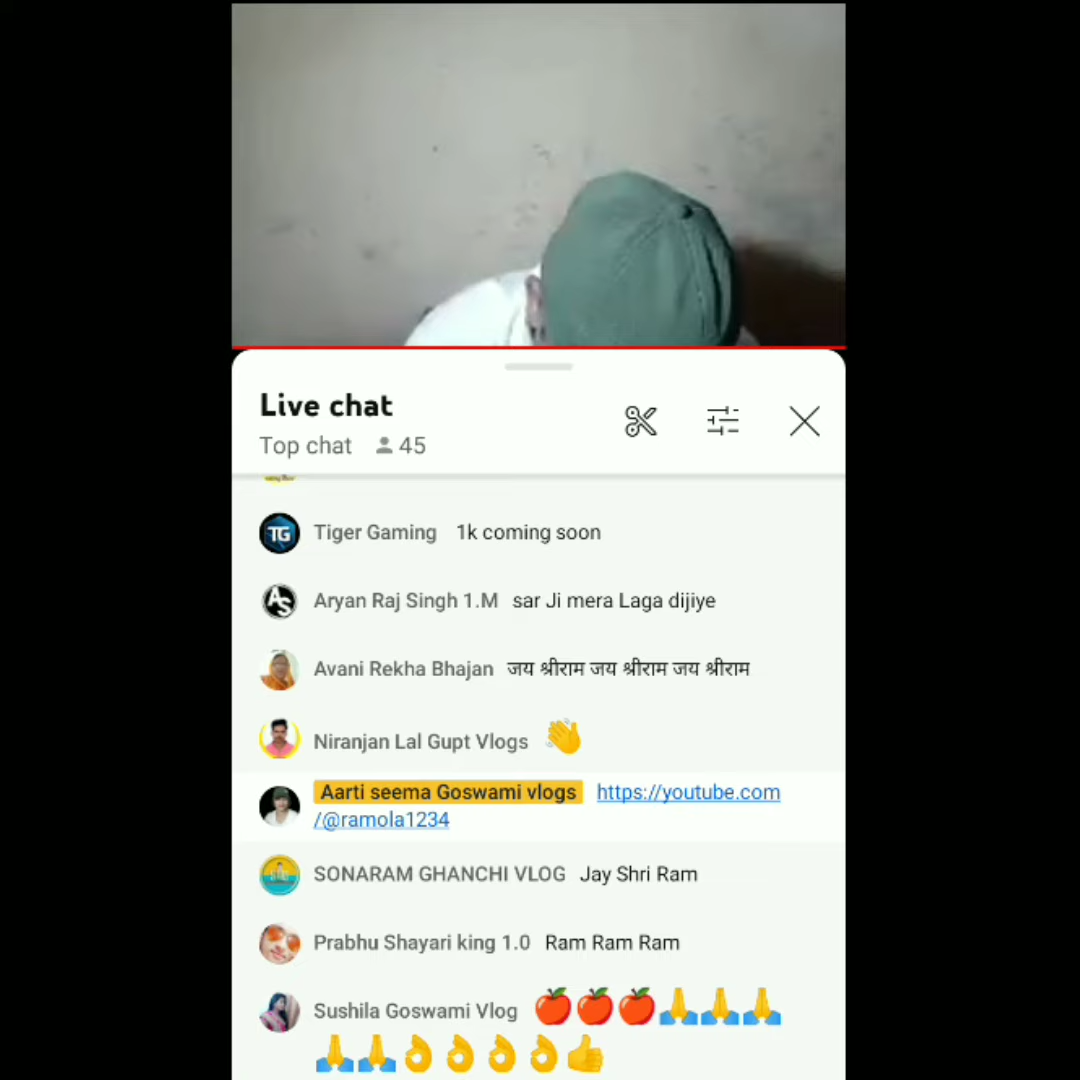 Live chat
Top chat 45
TG Tiger Gaming 1k coming soon
AS Aryan Raj Singh 1.M sar Ji mera Laga dijiye
Avani Rekha Bhajan जय श्रीराम जय श्रीराम जय श्रीराम
Niranjan Lal Gupt Vlogs 👋
Aarti seema Goswami vlogs https://youtube.com
/@ramola1234
SONARAM GHANCHI VLOG Jay Shri Ram
Prabhu Shayari king 1.0 Ram Ram Ram
Sushila Goswami Vlog 🍎🍎🍎🙏🙏🙏
🙏🙏👌👌👌👌👍